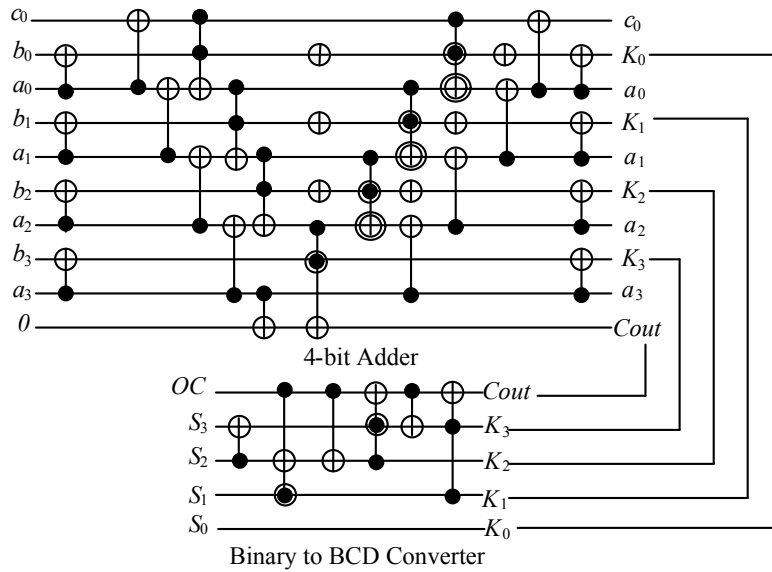 c₀ c₀
b₀ K₀
a₀ a₀
b₁ K₁
a₁ a₁
b₂ K₂
a₂ a₂
b₃ K₃
a₃ a₃
0 Cout
4-bit Adder
OC Cout
S₃ K₃
S₂ K₂
S₁ K₁
S₀ K₀
Binary to BCD Converter